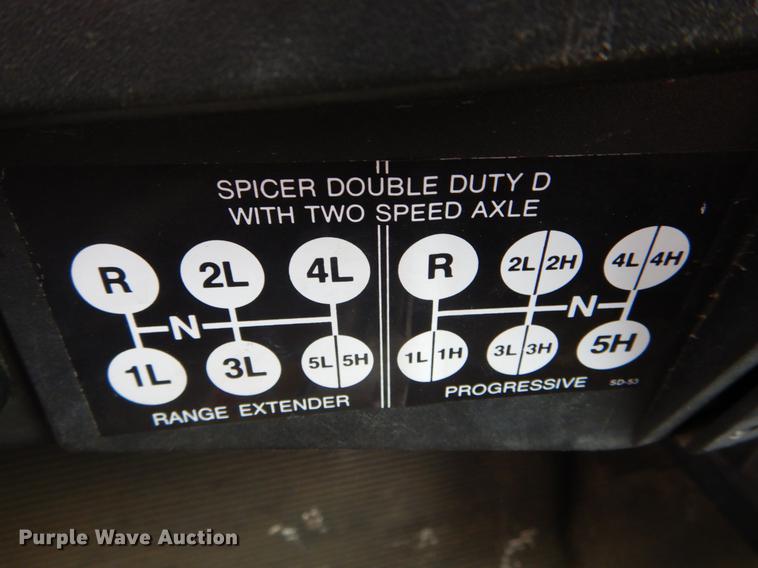 SPICER DOUBLE DUTY D
WITH TWO SPEED AXLE
R 2L 4L
N
1L 3L 5L 5H
RANGE EXTENDER
R 2L 2H 4L 4H
N
1L 1H 3L 3H 5H
PROGRESSIVE SD-53
Purple Wave Auction